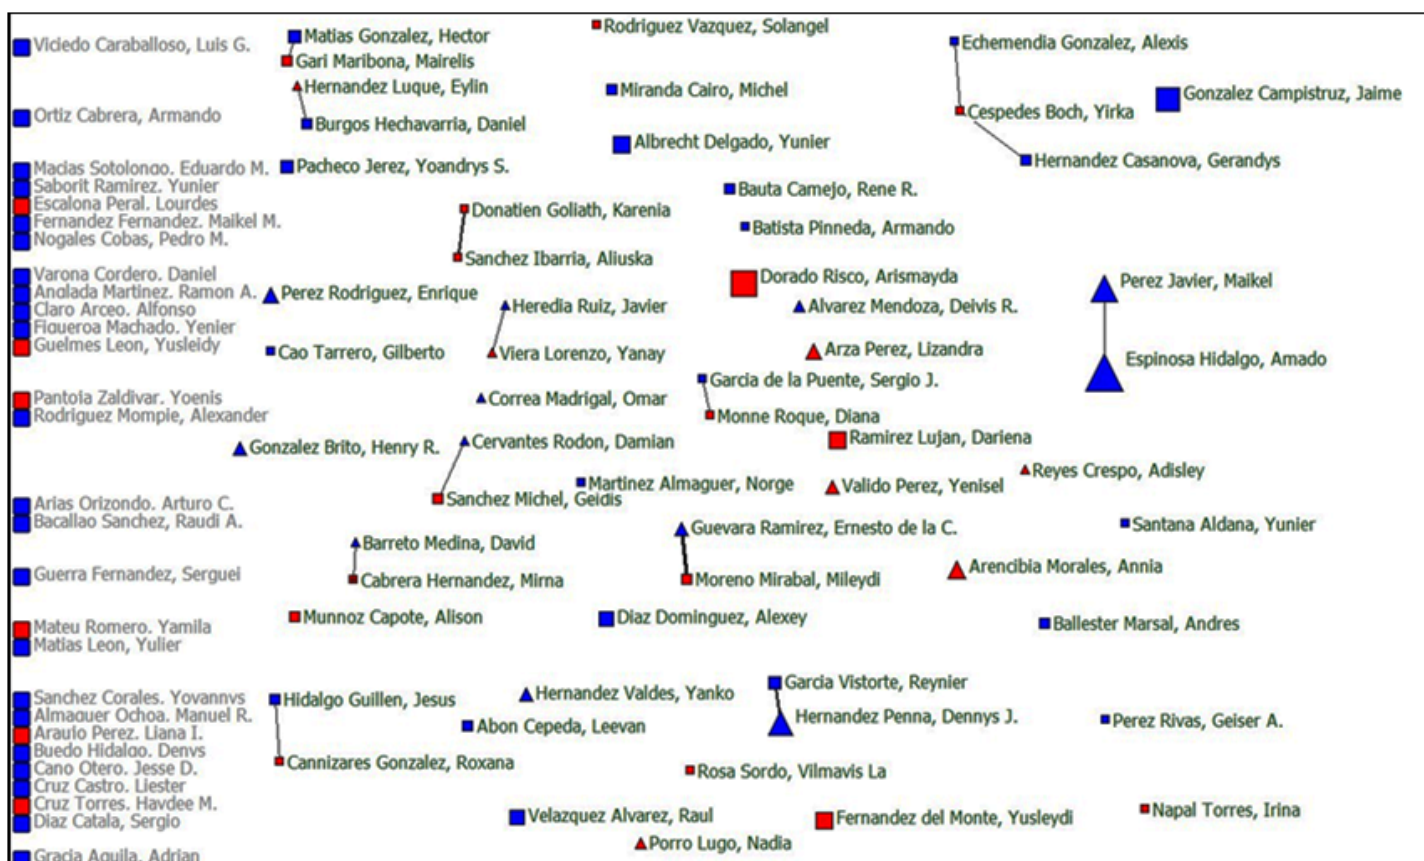 Viciedo Caraballoso, Luis G.
Ortiz Cabrera, Armando
Macias Sotolongo, Eduardo M.
Saborit Ramirez, Yunier
Escalona Peral, Lourdes
Fernandez Fernandez, Maikel M.
Nogales Cobas, Pedro M.
Varona Cordero, Daniel
Anglada Martinez, Ramon A.
Claro Arceo, Alfonso
Figueroa Machado, Yenier
Guelmes Leon, Yusleidy
Pantoja Zaldivar, Yoenis
Rodriguez Mompie, Alexander
Arias Orizondo, Arturo C.
Bacallao Sanchez, Raudi A.
Guerra Fernandez, Serguei
Mateu Romero, Yamila
Matias Leon, Yulier
Sanchez Corales, Yovannys
Almaguer Ochoa, Manuel R.
Araujo Perez, Liana I.
Buedo Hidalgo, Denys
Cano Otero, Jesse D.
Cruz Castro, Liester
Cruz Torres, Haydee M.
Diaz Catala, Sergio
Gracia Aguila, Adrian
Matias Gonzalez, Hector
Gari Maribona, Mairelis
Hernandez Luque, Eylin
Burgos Hechavarria, Daniel
Pacheco Jerez, Yoandrys S.
Donatien Goliath, Karenia
Sanchez Ibarria, Aliuska
Perez Rodriguez, Enrique
Heredia Ruiz, Javier
Cao Tarrero, Gilberto
Viera Lorenzo, Yanay
Correa Madrigal, Omar
Gonzalez Brito, Henry R.
Cervantes Rodon, Damian
Sanchez Michel, Geidis
Barreto Medina, David
Cabrera Hernandez, Mirna
Munnoz Capote, Alison
Hidalgo Guillen, Jesus
Hernandez Valdes, Yanko
Abon Cepeda, Leevan
Cannizares Gonzalez, Roxana
Velazquez Alvarez, Raul
Porro Lugo, Nadia
Rodriguez Vazquez, Solangel
Miranda Cairo, Michel
Albrecht Delgado, Yunier
Bauta Camejo, Rene R.
Batista Pinneda, Armando
Dorado Risco, Arismayda
Alvarez Mendoza, Deivis R.
Arza Perez, Lizandra
Garcia de la Puente, Sergio J.
Monne Roque, Diana
Ramirez Lujan, Dariena
Martinez Almaguer, Norge
Valido Perez, Yenisel
Guevara Ramirez, Ernesto de la C.
Moreno Mirabal, Mileydi
Diaz Dominguez, Alexey
Garcia Vistorte, Reynier
Hernandez Penna, Dennys J.
Rosa Sordo, Vilmavis La
Fernandez del Monte, Yusleydi
Echemendia Gonzalez, Alexis
Gonzalez Campistruz, Jaime
Cespedes Boch, Yirka
Hernandez Casanova, Gerandys
Perez Javier, Maikel
Espinosa Hidalgo, Amado
Reyes Crespo, Adisley
Santana Aldana, Yunier
Arencibia Morales, Annia
Ballester Marsal, Andres
Perez Rivas, Geiser A.
Napal Torres, Irina